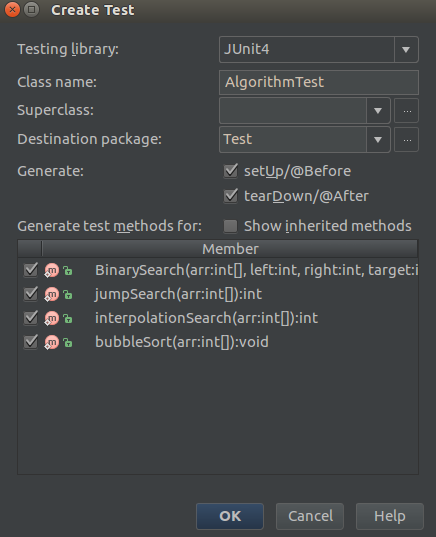 Create Test
Testing library: JUnit4
Class name: AlgorithmTest
Superclass: ...
Destination package: Test ...
Generate: setUp/@Before
tearDown/@After
Generate test methods for: Show inherited methods
Member
m BinarySearch(arr:int[], left:int, right:int, target:i
m jumpSearch(arr:int[]):int
m interpolationSearch(arr:int[]):int
m bubbleSort(arr:int[]):void
OK Cancel Help